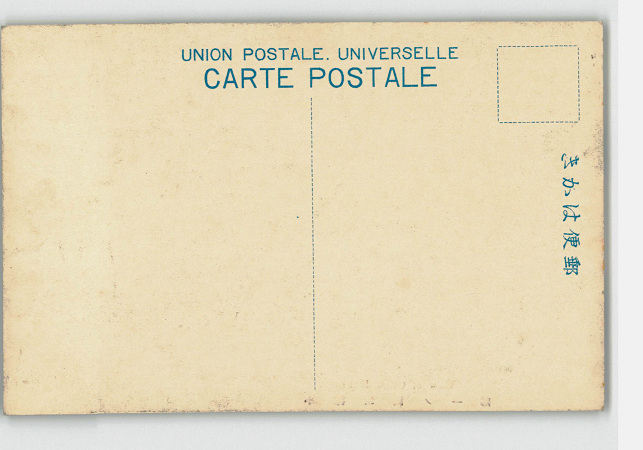 UNION POSTALE. UNIVERSELLE
CARTE POSTALE
きかは便郵